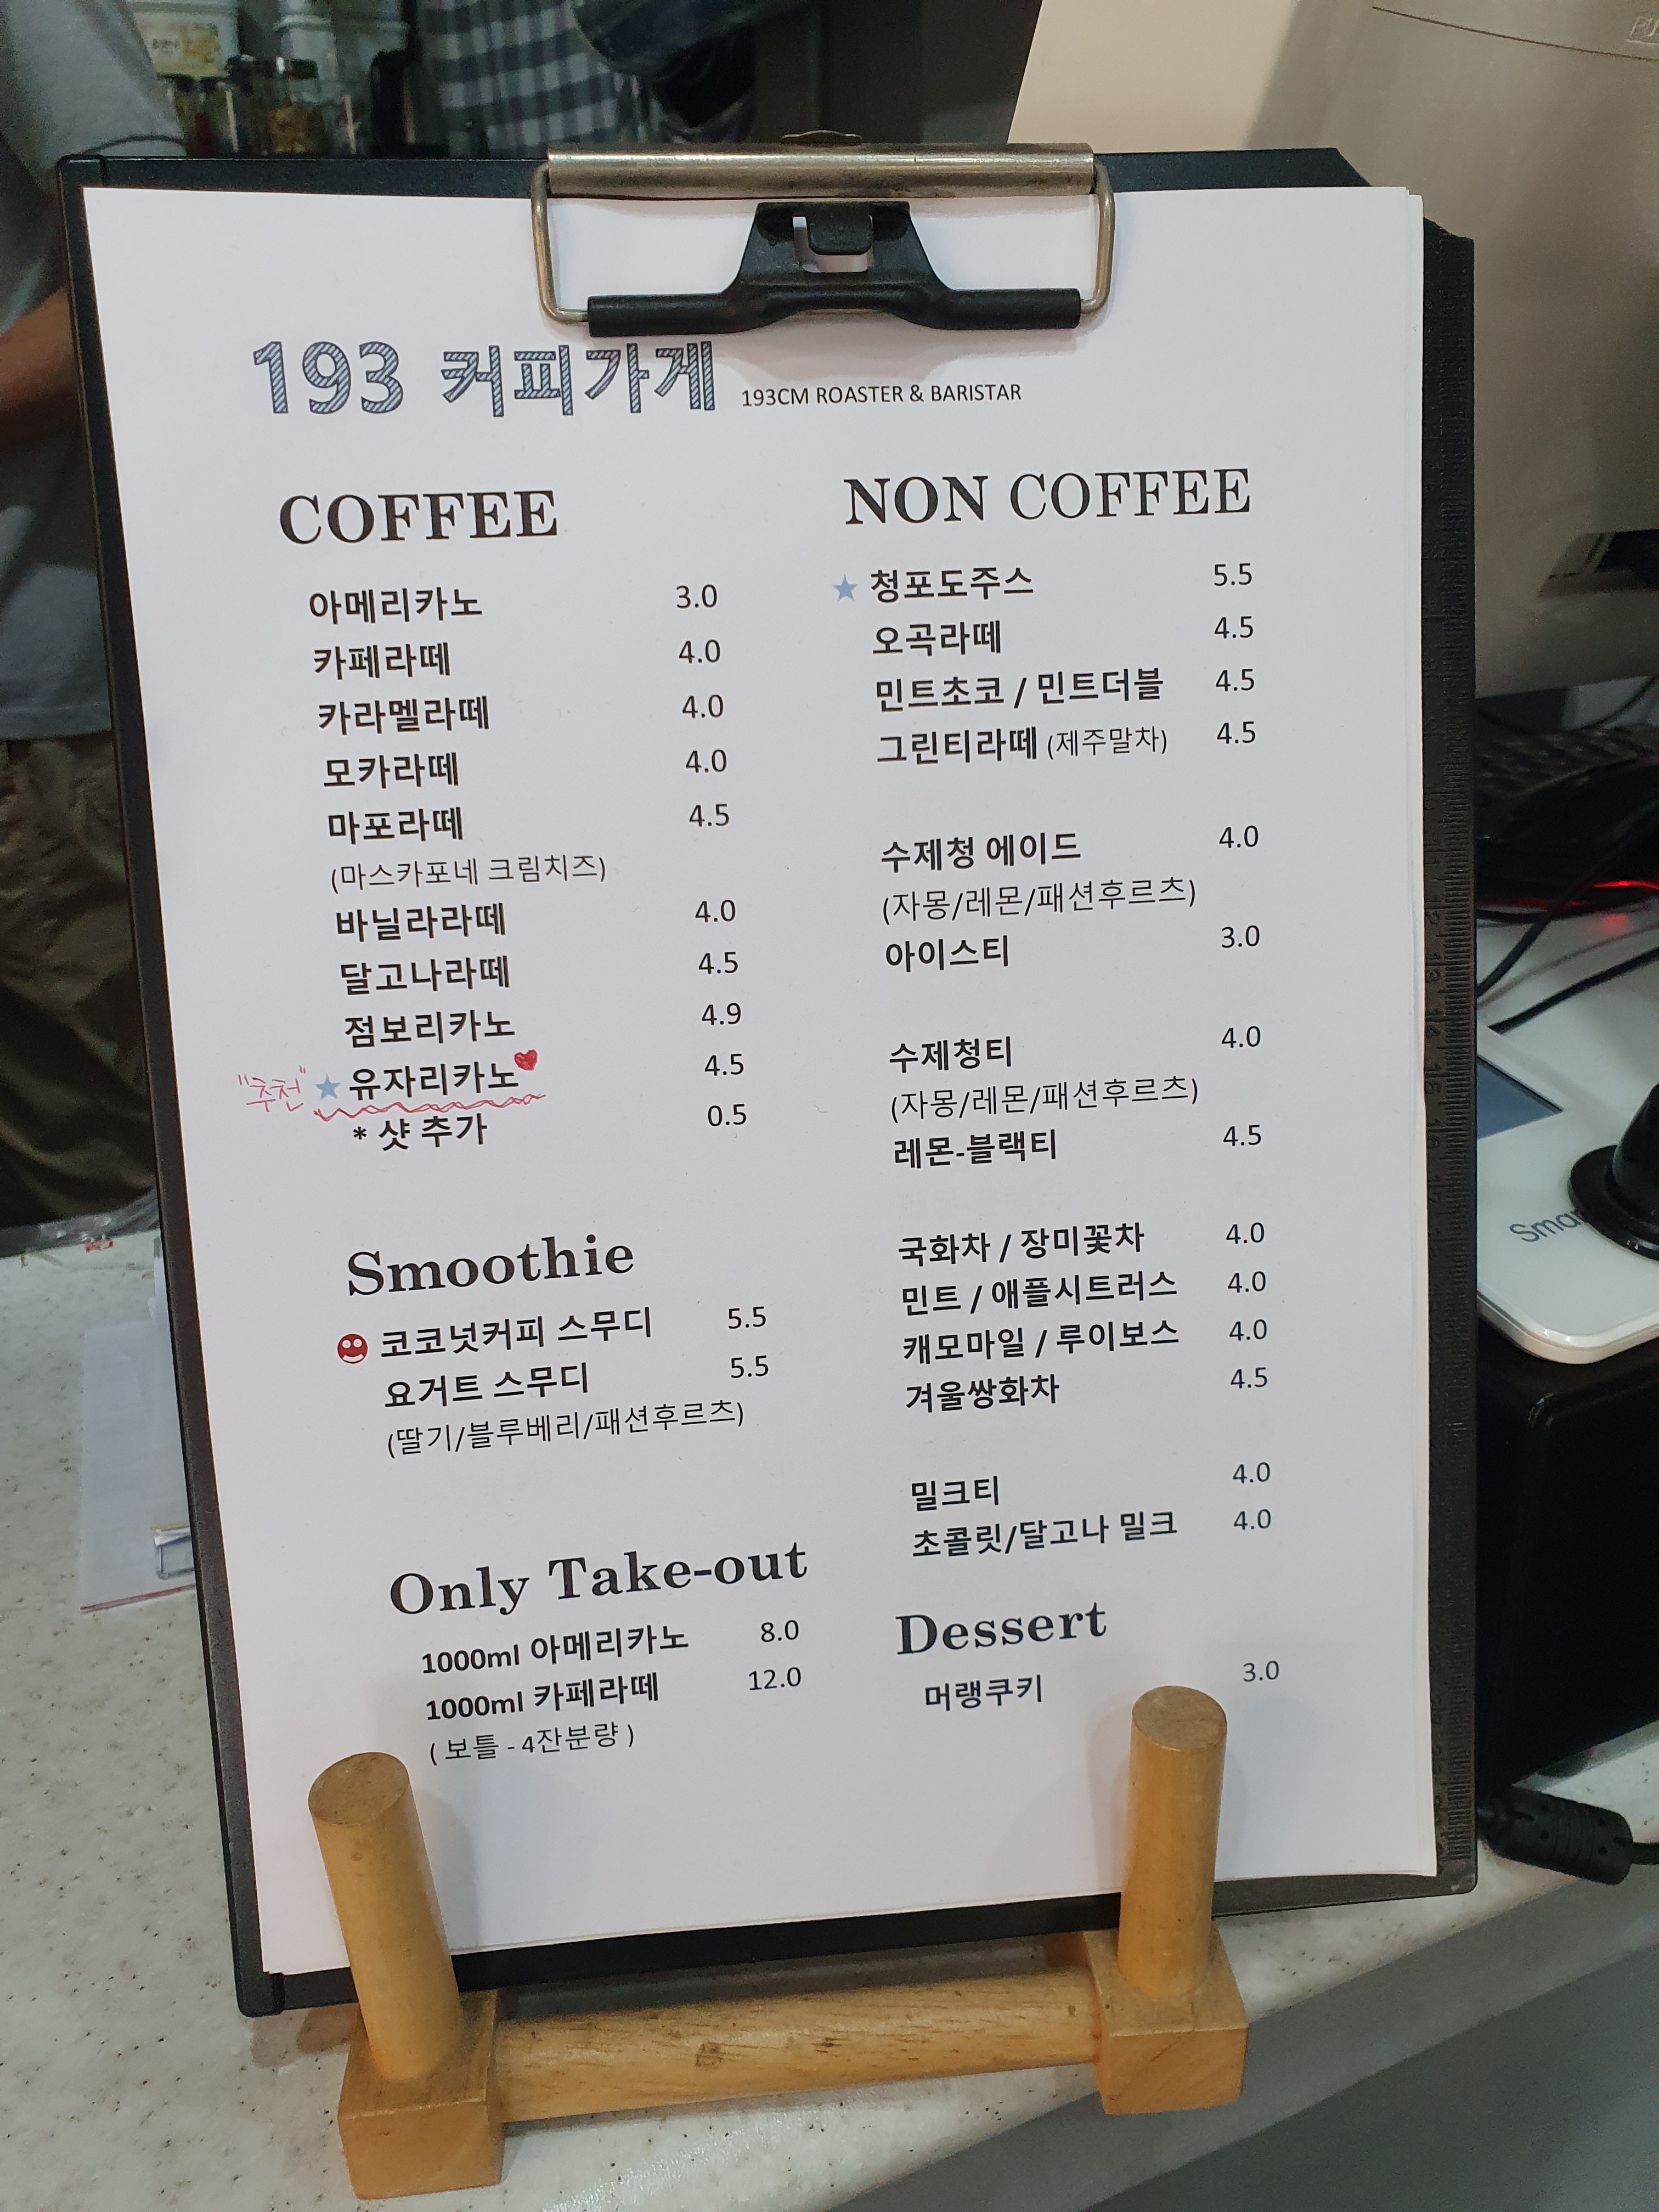 193 커피가게 193CM ROASTER & BARISTAR
COFFEE
아메리카노 3.0
카페라떼 4.0
카라멜라떼 4.0
모카라떼 4.0
마포라떼 4.5
(마스카포네 크림치즈)
바닐라라떼 4.0
달고나라떼 4.5
점보리카노 4.9
"추천" ★ 유자리카노 4.5
* 샷 추가 0.5
Smoothie
코코넛커피 스무디 5.5
요거트 스무디 5.5
(딸기/블루베리/패션후르츠)
Only Take-out
1000ml 아메리카노 8.0
1000ml 카페라떼 12.0
( 보틀 - 4잔분량 )
NON COFFEE
★ 청포도주스 5.5
오곡라떼 4.5
민트초코 / 민트더블 4.5
그린티라떼 (제주말차) 4.5
수제청 에이드 4.0
(자몽/레몬/패션후르츠)
아이스티 3.0
수제청티 4.0
(자몽/레몬/패션후르츠)
레몬-블랙티 4.5
국화차 / 장미꽃차 4.0
민트 / 애플시트러스 4.0
캐모마일 / 루이보스 4.0
겨울쌍화차 4.5
밀크티 4.0
초콜릿/달고나 밀크 4.0
Dessert
머랭쿠키 3.0